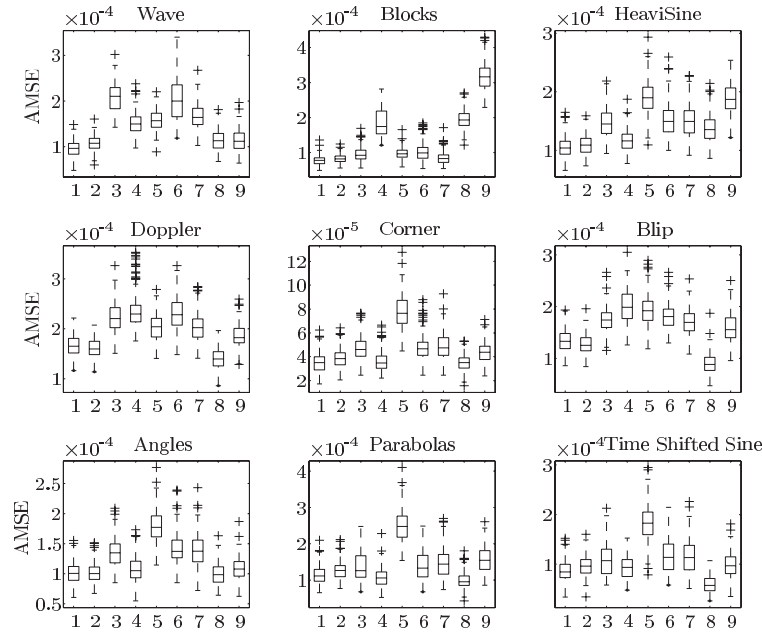 ×10⁻⁴ Wave
AMSE
3
2
1
1 2 3 4 5 6 7 8 9
×10⁻⁴ Blocks
4
3
2
1
1 2 3 4 5 6 7 8 9
×10⁻⁴ HeaviSine
3
2
1
1 2 3 4 5 6 7 8 9
×10⁻⁴ Doppler
AMSE
3
2
1
1 2 3 4 5 6 7 8 9
×10⁻⁵ Corner
12
10
8
6
4
2
1 2 3 4 5 6 7 8 9
×10⁻⁴ Blip
3
2
1
1 2 3 4 5 6 7 8 9
×10⁻⁴ Angles
AMSE
2.5
2
1.5
1
0.5
1 2 3 4 5 6 7 8 9
×10⁻⁴ Parabolas
4
3
2
1
1 2 3 4 5 6 7 8 9
×10⁻⁴ Time Shifted Sine
3
2
1
1 2 3 4 5 6 7 8 9